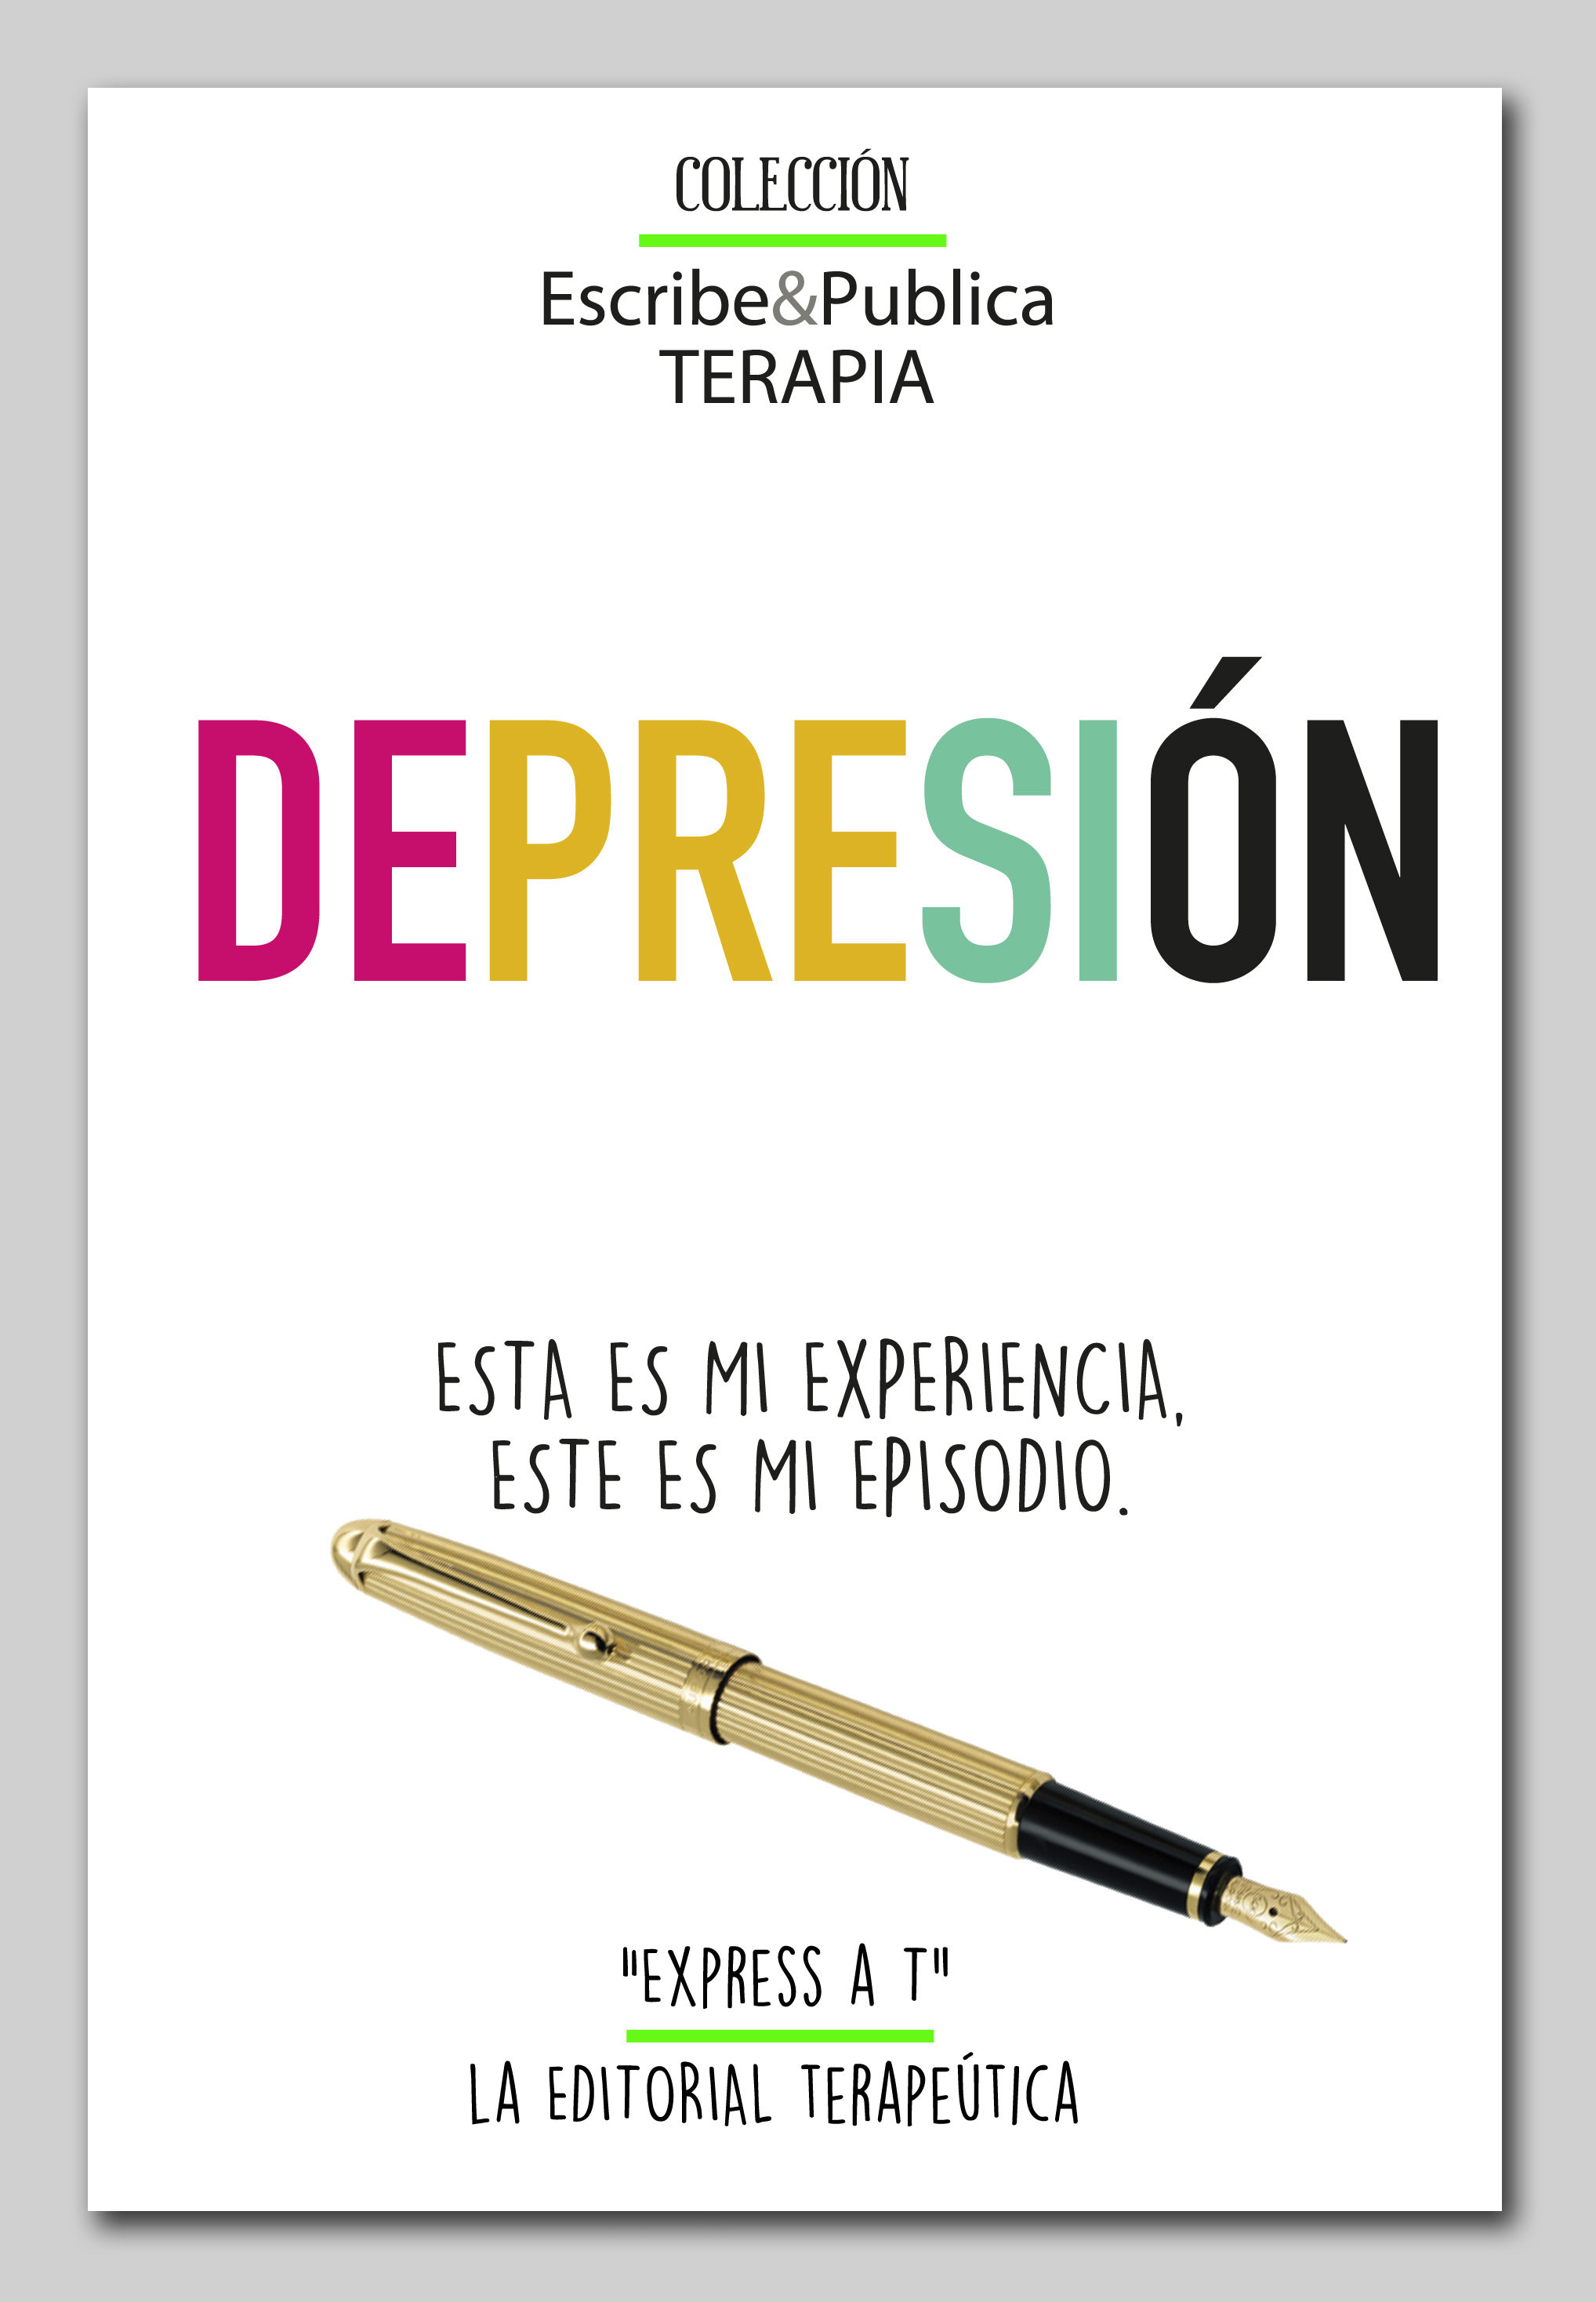 COLECCIÓN
Escribe&Publica
TERAPIA
DEPRESIÓN
ESTA ES MI EXPERIENCIA,
ESTE ES MI EPISODIO.
"EXPRESS A T"
LA EDITORIAL TERAPEÚTICA